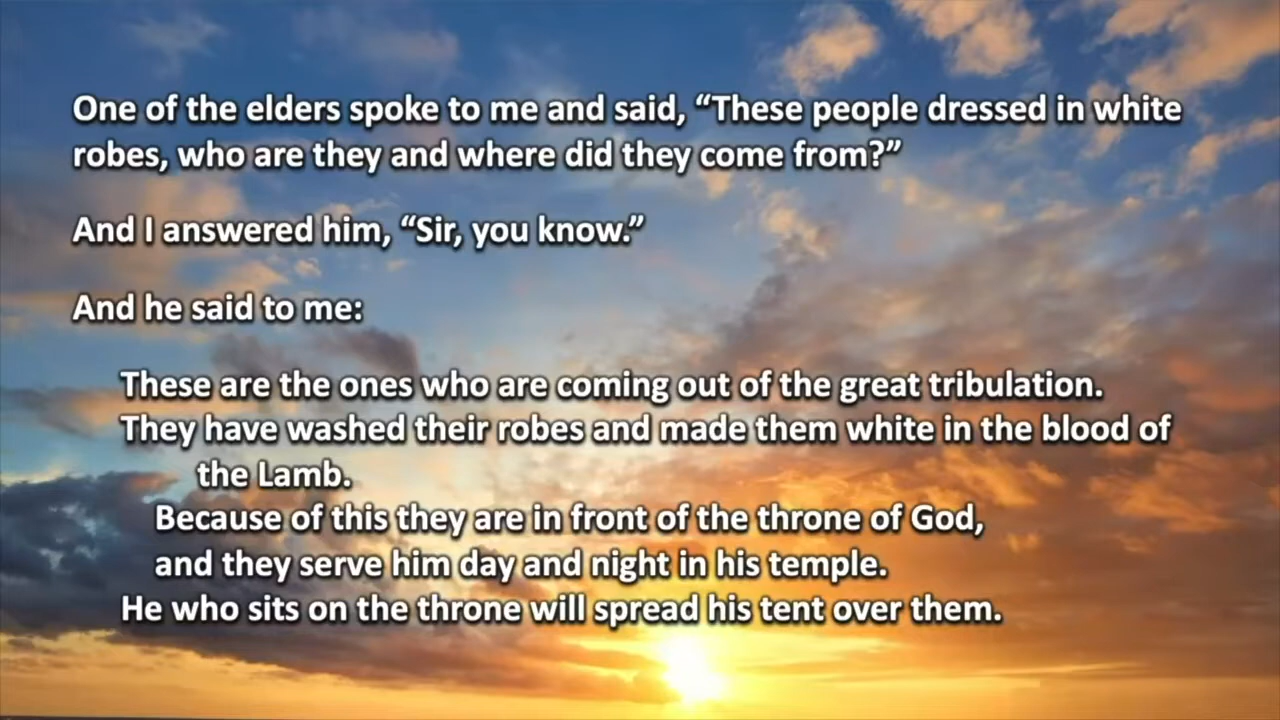 One of the elders spoke to me and said, “These people dressed in white
robes, who are they and where did they come from?”
And I answered him, “Sir, you know.”
And he said to me:
These are the ones who are coming out of the great tribulation.
They have washed their robes and made them white in the blood of
the Lamb.
Because of this they are in front of the throne of God,
and they serve him day and night in his temple.
He who sits on the throne will spread his tent over them.